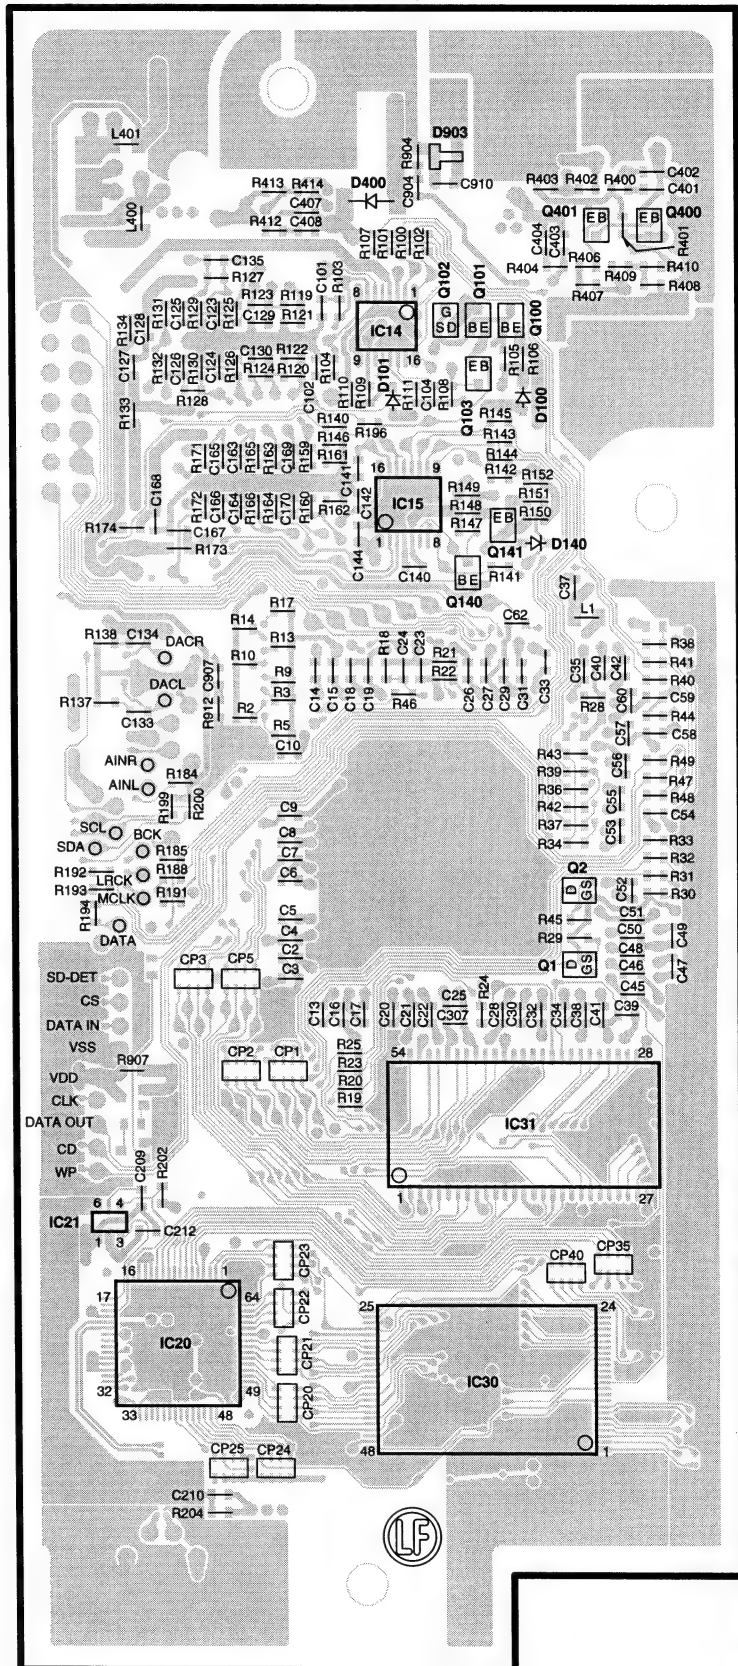 L401
R904
D903
C904
C910
R413 R414
D400
C407
R412 C408
L400
R403 R402 R400
C402
C401
Q401 E B
E B Q400
C404
C403
R401
R404
R406
R409
R410
R407
R408
R107
R101
R100
R102
C135
R127
C101
R103
Q102
Q101
Q100
G
S D
B E
B E
R134
C128
R131
C125
R129
C123
R125
R123 R119
C129 R121
8 1
IC14
9 16
C127
R132
C126
R130
C124
R126
C130 R122
R124 R120
R104
C102
R110
R109
D101
R111
C104
R108
E B
Q103
R105
R106
D100
R128
R133
R140
R146
R161
R196
R145
R143
R144
R142
R171
C165
C163
R165
R163
C169
R159
C141
16 9
IC15
1 8
R152
R151
R150
R149
R148
R147
C168
R172
C166
C164
R166
R164
C170
R160
R162
C142
C144
R174
C167
R173
E B
Q141
D140
C140
B E
Q140
R141
C37
L1
R17
R14
C62
R138 C134
DACR
R13
R10
R9
R3
R2
R5
C10
C907
R912
R137
DACL
C133
C14
C15
C18
C19
R18
C24
C23
R21
R22
R46
C26
C27
C29
C31
C33
C35
C40
C42
R28
C60
C57
C56
C55
C53
R38
R41
R40
C59
R44
C58
R49
R47
R48
C54
R33
R32
R31
R30
R43
R39
R36
R42
R37
R34
AINR
AINL
R184
R199
R200
C9
C8
C7
C6
SCL
SDA
BCK
R185
R192
LRCK
R188
R193
MCLK
R191
R194
DATA
Q2
D
G S
C52
R45
R29
C51
C50
C48
C46
C45
C49
C47
Q1
D
G S
C5
C4
C2
C3
CP3 CP5
SD-DET
CS
DATA IN
VSS
R907
VDD
CLK
DATA OUT
CD
WP
C13
C16
C17
C20
C21
C22
C25
C307
R24
C28
C30
C32
C34
C38
C41
C39
CP2 CP1
R25
R23
R20
R19
54 28
IC31
1 27
C209
R202
6 4
IC21
1 3
C212
CP23
CP22
CP21
CP20
CP40 CP35
16 1
17 64
IC20
32 49
33 48
25 24
IC30
48 1
CP25 CP24
C210
R204
LF